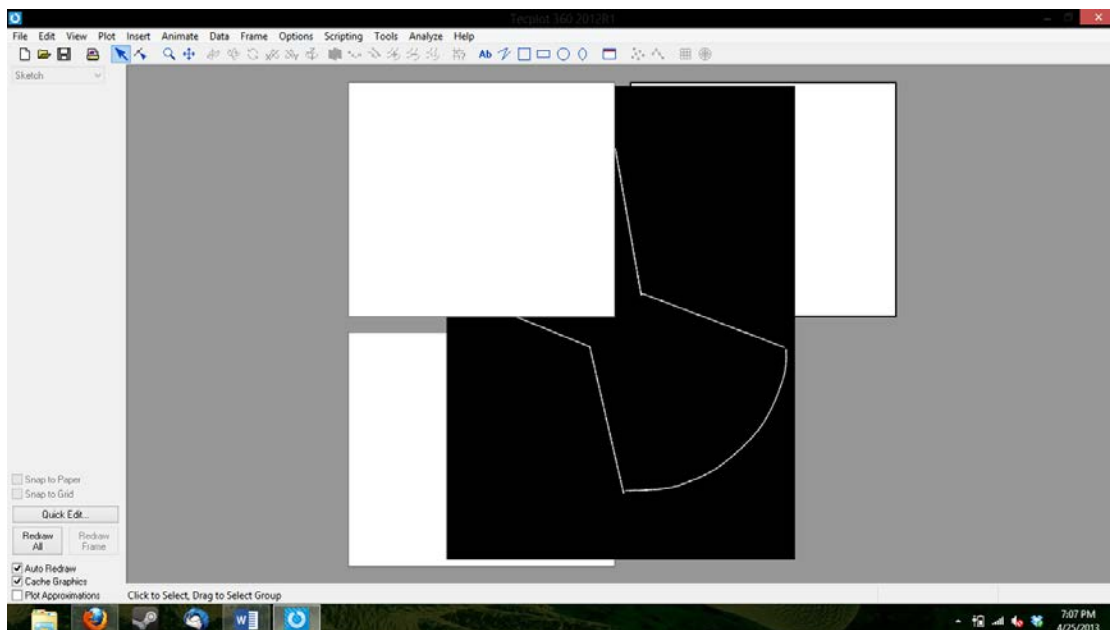 Tecplot 360 2012R1
File Edit View Plot Insert Animate Data Frame Options Scripting Tools Analyze Help
Ab
Sketch
Snap to Paper
Snap to Grid
Quick Edit...
Redraw All
Redraw Frame
Auto Redraw
Cache Graphics
Plot Approximations
Click to Select, Drag to Select Group
7:07 PM
4/25/2013